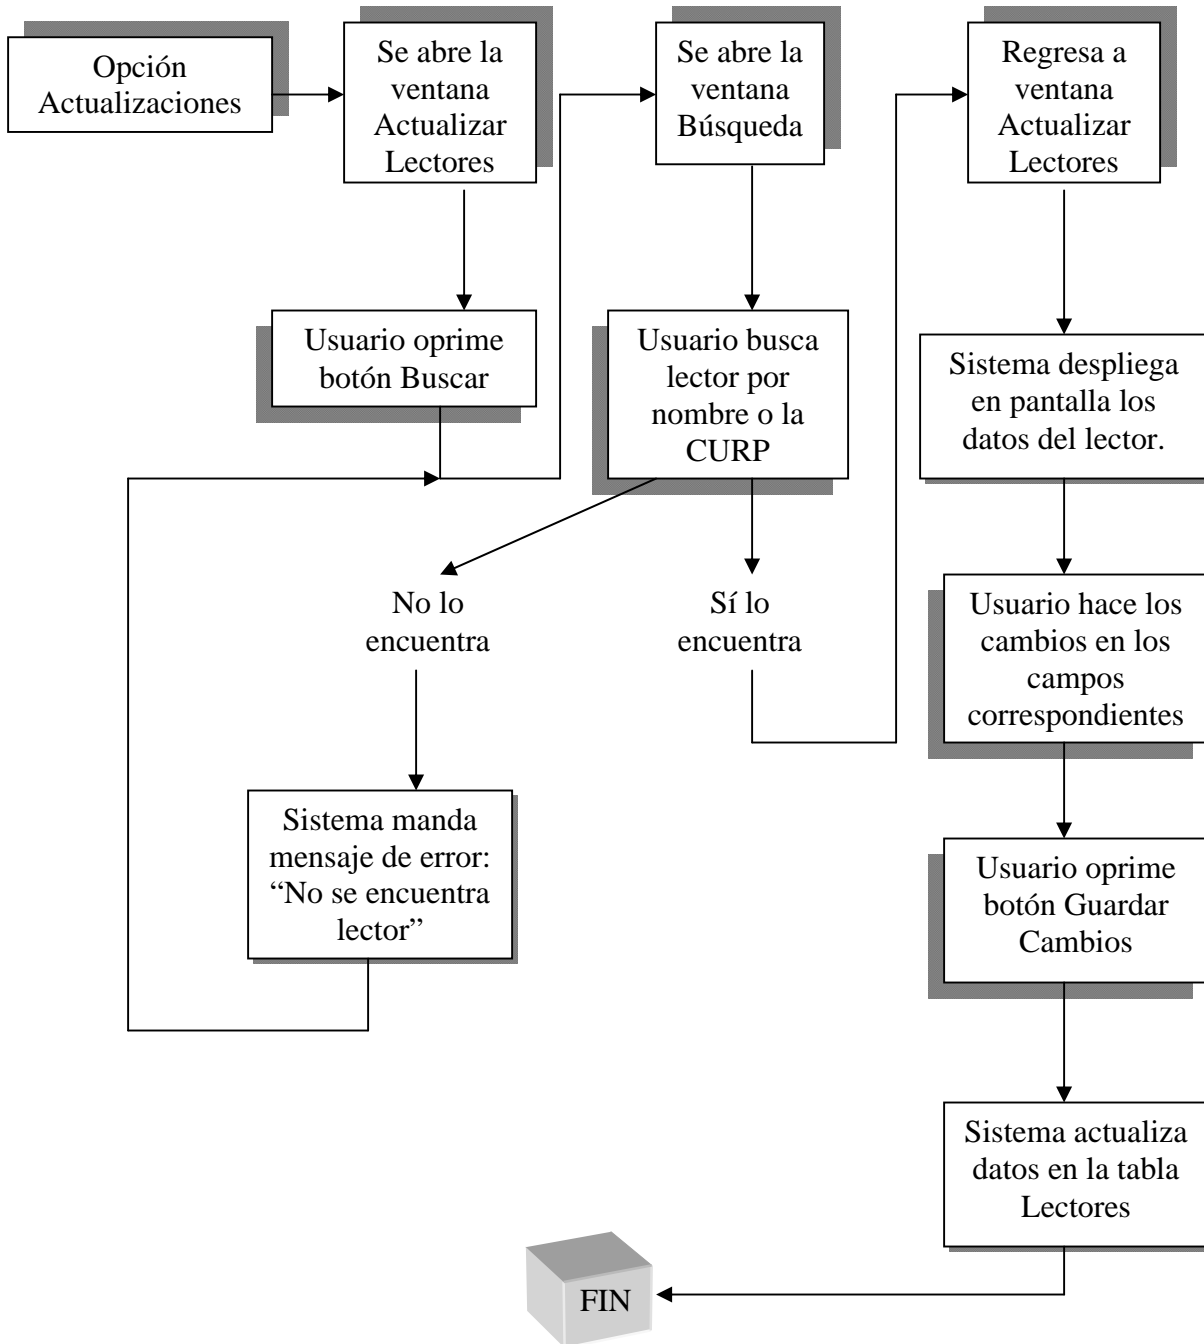 Opción
Actualizaciones
Se abre la
ventana
Actualizar
Lectores
Se abre la
ventana
Búsqueda
Regresa a
ventana
Actualizar
Lectores
Usuario oprime
botón Buscar
Usuario busca
lector por
nombre o la
CURP
Sistema despliega
en pantalla los
datos del lector.
No lo
encuentra
Sí lo
encuentra
Usuario hace los
cambios en los
campos
correspondientes
Sistema manda
mensaje de error:
“No se encuentra
lector”
Usuario oprime
botón Guardar
Cambios
Sistema actualiza
datos en la tabla
Lectores
FIN